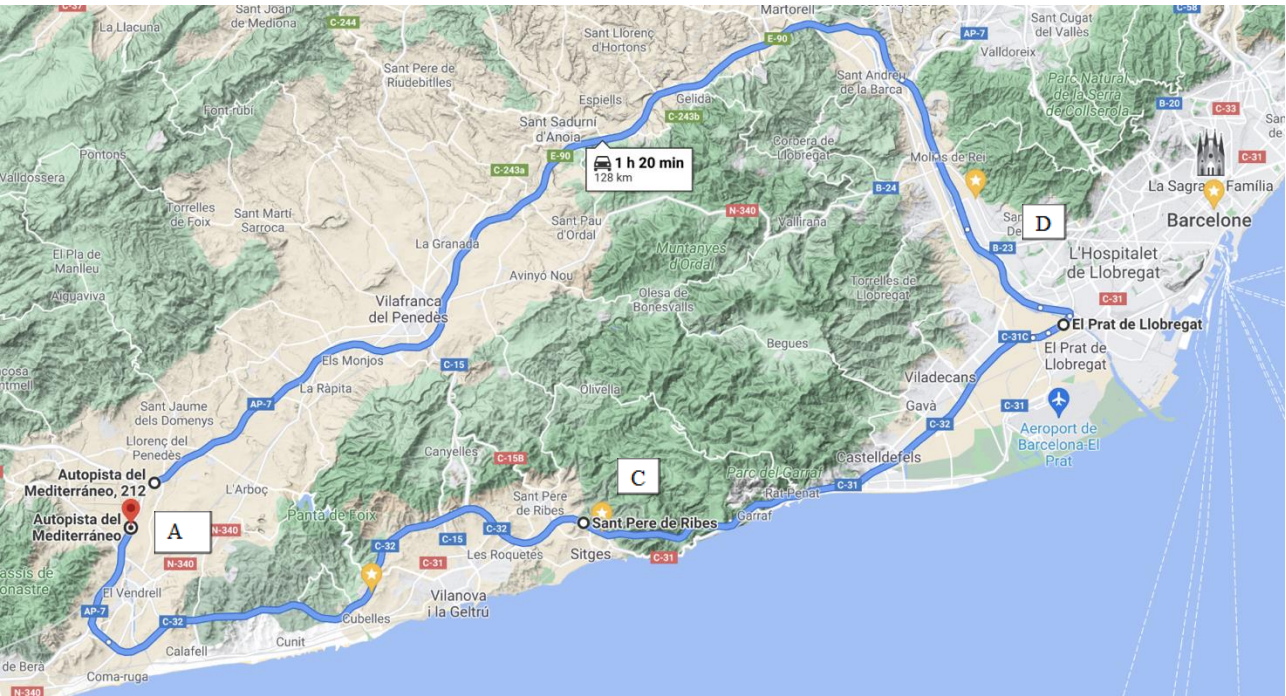 C-37
La Llacuna
Sant Joan
de Mediona
C-244
Sant Llorenç
d'Hortons
Martorell
E-90
AP-7
Sant Cugat
del Vallès
C-58
Valldoreix
Sant Pere de
Riudebitlles
Font-rubí
Espiells
Gelida
C-243b
Sant Andreu
de la Barca
Parc Natural
de la Serra
de Collserola
B-20
C-33
Sant Sadurní
d'Anoia
E-90
C-243a
1 h 20 min
128 km
Corbera de
Llobregat
Molins de Rei
C-31
Pontons
Valldossera
Torrelles
de Foix
Sant Martí
Sarroca
Sant Pau
d'Ordal
N-340
Vallirana
B-24
La Sagrada Família
Barcelone
D
B-23
La Granada
Muntanyes
d'Ordal
El Pla de
Manlleu
Aiguaviva
Avinyó Nou
Olesa de
Bonesvalls
Torrelles de
Llobregat
L'Hospitalet
de Llobregat
C-31
Vilafranca
del Penedès
El Prat de Llobregat
C-31C
El Prat de
Llobregat
Begues
Els Monjos
C-15
La Ràpita
Olivella
Viladecans
Gavà
C-31
C-32
Aeroport de
Barcelona-El
Prat
AP-7
Sant Jaume
dels Domenys
Llorenç del
Penedès
Canyelles
C-15B
Castelldefels
Parc del Garraf
Rat-Penat
C-31
Autopista del
Mediterráneo, 212
L'Arboç
C
Sant Pere
de Ribes
Garraf
Autopista del
Mediterráneo
A
N-340
Pantà de Foix
Sant Pere de Ribes
C-32
C-15
C-32
Les Roquetes
Sitges
C-31
C-31
N-340
El Vendrell
AP-7
C-32
Vilanova
i la Geltrú
Cubelles
Cunit
Calafell
de Berà
Coma-ruga
N-340